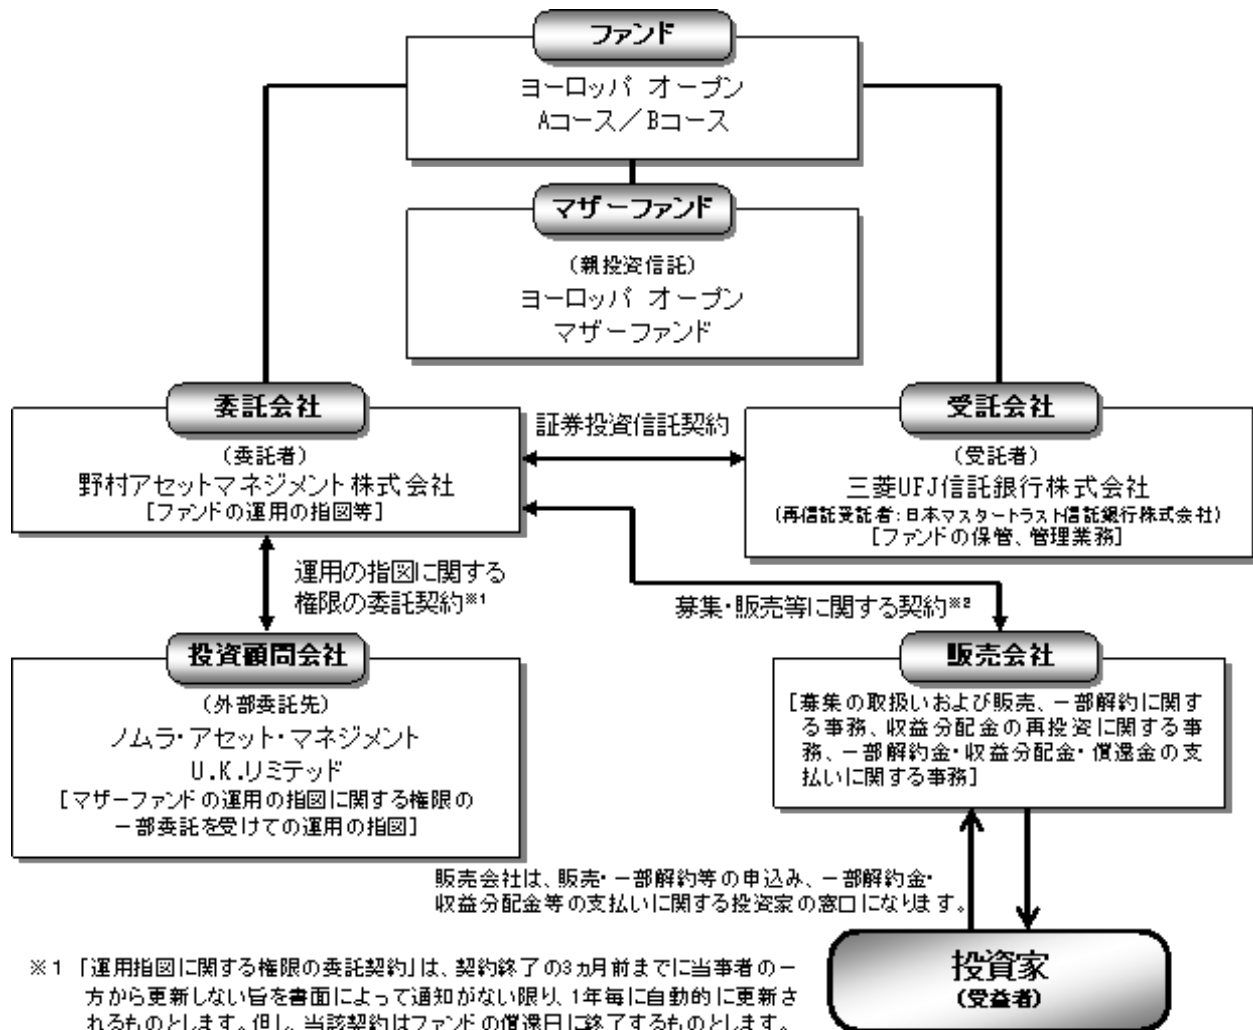 ファンド
ヨーロッパ オープン
Aコース／Bコース
マザーファンド
（親投資信託）
ヨーロッパ オープン
マザーファンド
委託会社
（委託者）
野村アセットマネジメント株式会社
［ファンドの運用の指図等］
証券投資信託契約
受託会社
（受託者）
三菱UFJ信託銀行株式会社
（再信託受託者：日本マスタートラスト信託銀行株式会社）
［ファンドの保管、管理業務］
運用の指図に関する
権限の委託契約※1
募集・販売等に関する契約※2
投資顧問会社
（外部委託先）
ノムラ・アセット・マネジメント
U.K.リミテッド
［マザーファンドの運用の指図に関する権限の
一部委託を受けての運用の指図］
販売会社
［募集の取扱いおよび販売、一部解約に関す
る事務、収益分配金の再投資に関する事
務、一部解約金・収益分配金・償還金の支
払いに関する事務］
販売会社は、販売・一部解約等の申込み、一部解約金・
収益分配金等の支払いに関する投資家の窓口になります。
投資家
（受益者）
※1 「運用指図に関する権限の委託契約」は、契約終了の3ヵ月前までに当事者の一
方から更新しない旨を書面によって通知がない限り、1年毎に自動的に更新さ
れるものとします。但し、当該契約はファンドの償還日に終了するものとします。